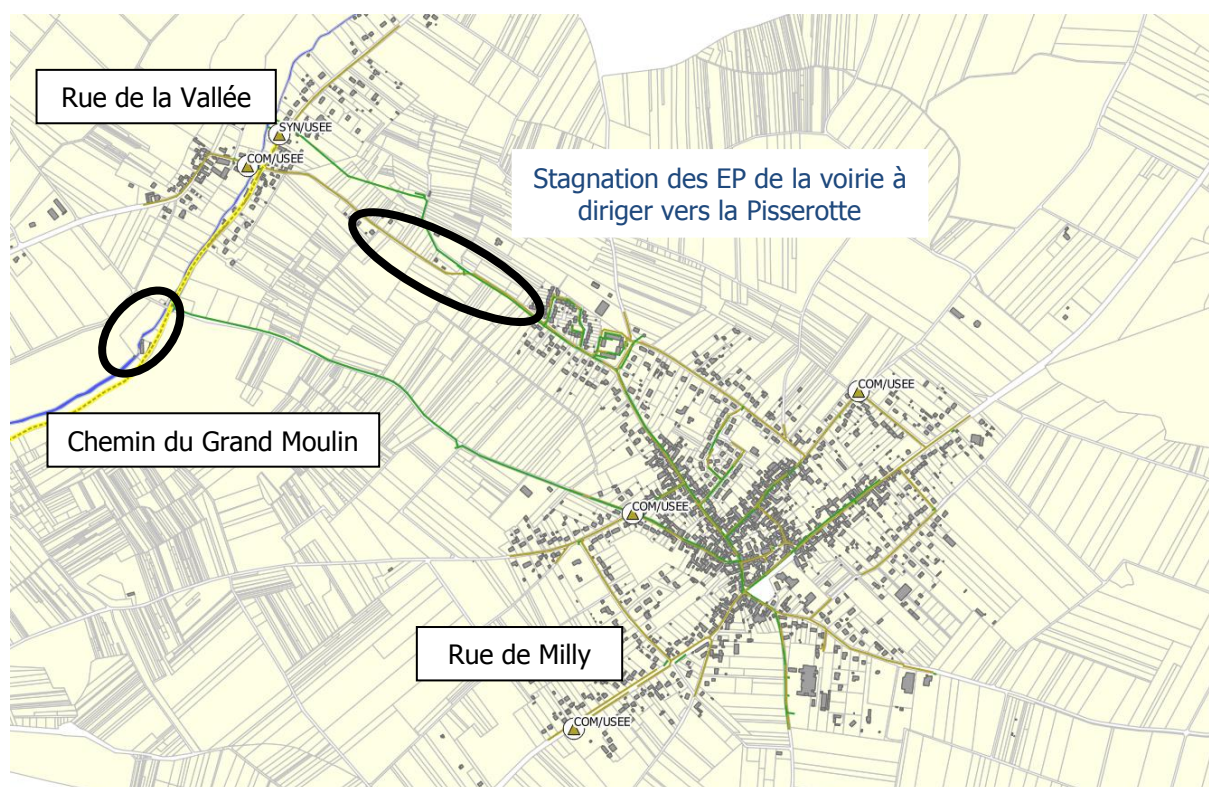 Rue de la Vallée
SYN/USEE
COM/USEE
Stagnation des EP de la voirie à
diriger vers la Pisserotte
COM/USEE
Chemin du Grand Moulin
COM/USEE
Rue de Milly
COM/USEE